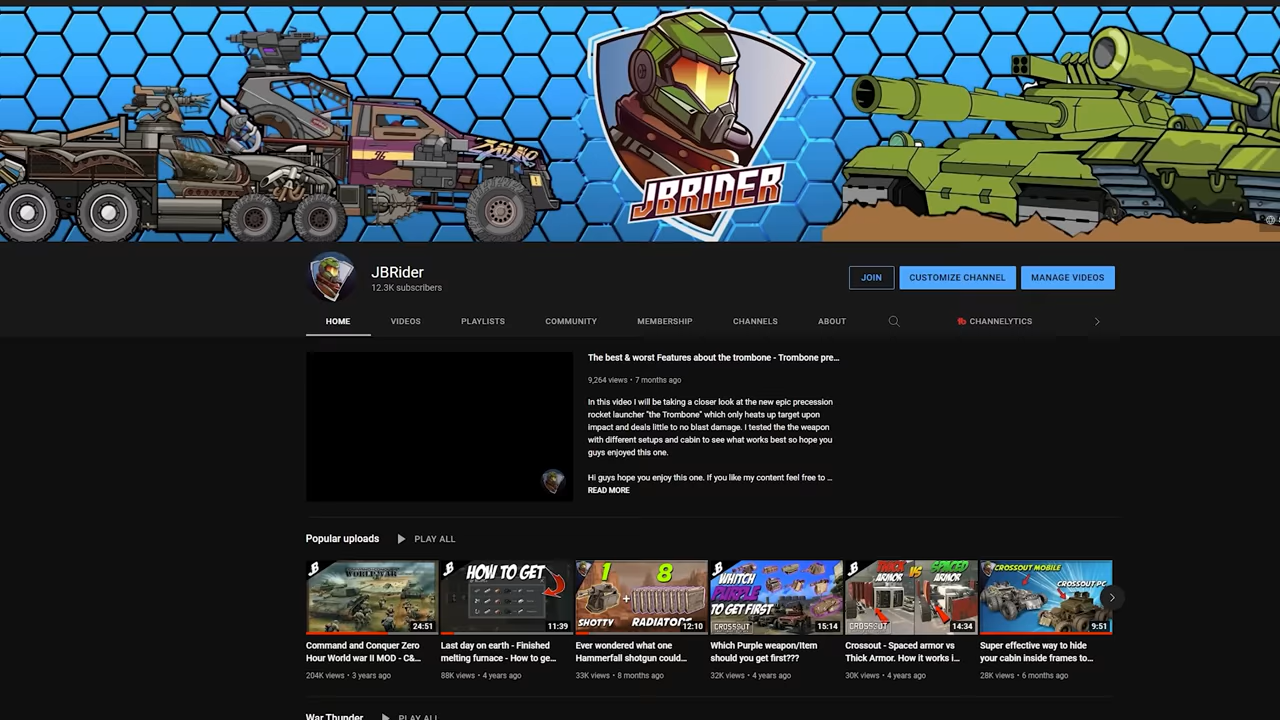 JBRIDER
JBRider
12.3K subscribers
JOIN
CUSTOMIZE CHANNEL
MANAGE VIDEOS
HOME
VIDEOS
PLAYLISTS
COMMUNITY
MEMBERSHIP
CHANNELS
ABOUT
CHANNELYTICS
The best & worst Features about the trombone - Trombone pre...
9,264 views • 7 months ago
In this video I will be taking a closer look at the new epic precession
rocket launcher "the Trombone" which only heats up target upon
impact and deals little to no blast damage. I tested the the weapon
with different setups and cabin to see what works best so hope you
guys enjoyed this one.
Hi guys hope you enjoy this one. If you like my content feel free to ...
READ MORE
Popular uploads
PLAY ALL
WORLD WAR
24:51
HOW TO GET
11:39
1
8
+
SHOTTY
RADIATOR
12:10
WHITCH
PURPLE
TO GET FIRST
CROSSOUT
15:14
THICK
ARMOR
VS
SPACED
ARMOR
CROSSOUT
14:34
CROSSOUT MOBILE
CROSSOUT PC
9:51
Command and Conquer Zero
Hour World war II MOD - C&...
204K views • 3 years ago
Last day on earth - Finished
melting furnace - How to ge...
88K views • 4 years ago
Ever wondered what one
Hammerfall shotgun could...
33K views • 8 months ago
Which Purple weapon/Item
should you get first???
32K views • 4 years ago
Crossout - Spaced armor vs
Thick Armor. How it works i...
30K views • 4 years ago
Super effective way to hide
your cabin inside frames to...
28K views • 6 months ago
War Thunder
PLAY ALL